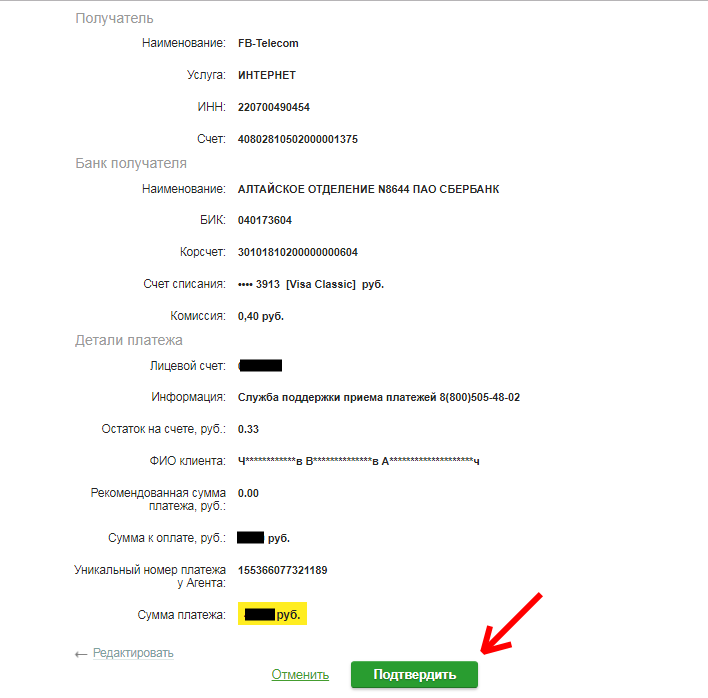 Получатель
Наименование: FB-Telecom
Услуга: ИНТЕРНЕТ
ИНН: 220700490454
Счет: 40802810502000001375
Банк получателя
Наименование: АЛТАЙСКОЕ ОТДЕЛЕНИЕ N8644 ПАО СБЕРБАНК
БИК: 040173604
Корсчет: 30101810200000000604
Счет списания: •••• 3913 [Visa Classic] руб.
Комиссия: 0,40 руб.
Детали платежа
Лицевой счет:
Информация: Служба поддержки приема платежей 8(800)505-48-02
Остаток на счете, руб.: 0.33
ФИО клиента: Ч************в В**************в А********************ч
Рекомендованная сумма
платежа, руб.: 0.00
Сумма к оплате, руб.: руб.
Уникальный номер платежа
у Агента: 155366077321189
Сумма платежа: руб.
← Редактировать
Отменить Подтвердить